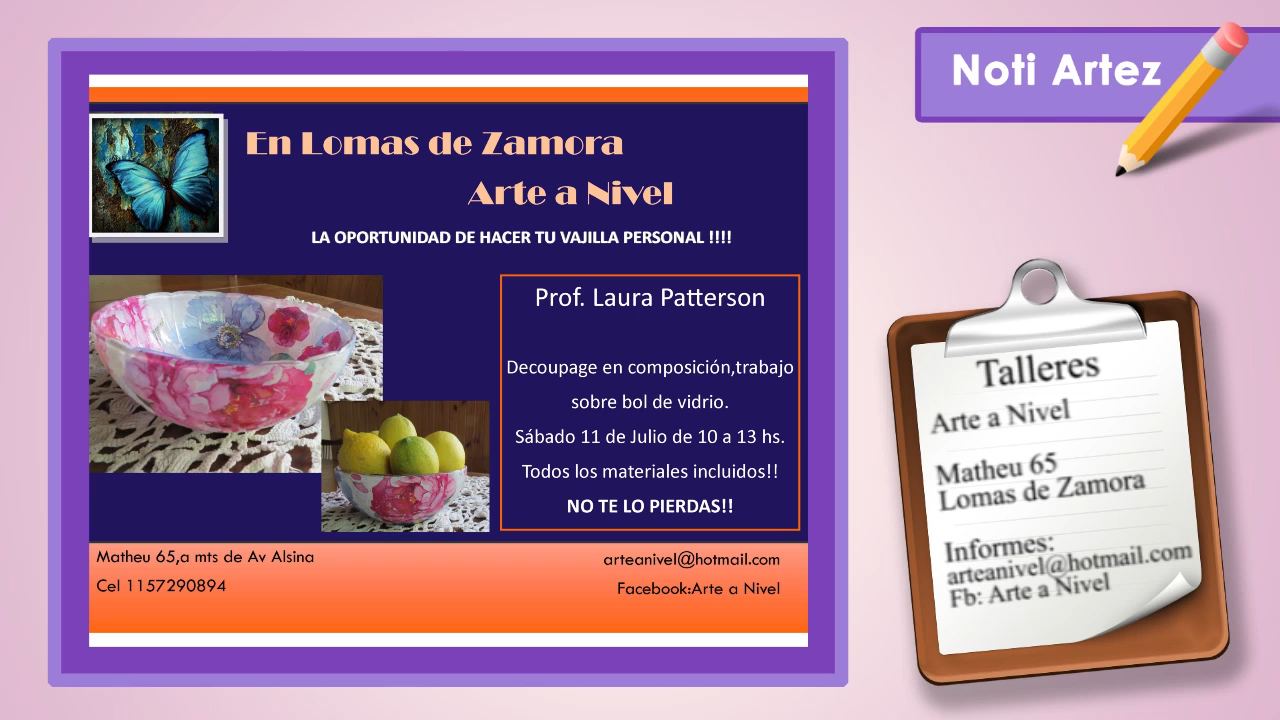 Noti Artez
En Lomas de Zamora
Arte a Nivel
LA OPORTUNIDAD DE HACER TU VAJILLA PERSONAL !!!!
Prof. Laura Patterson
Decoupage en composición,trabajo
sobre bol de vidrio.
Sábado 11 de Julio de 10 a 13 hs.
Todos los materiales incluidos!!
NO TE LO PIERDAS!!
Matheu 65,a mts de Av Alsina
Cel 1157290894
arteanivel@hotmail.com
Facebook:Arte a Nivel
Talleres
Arte a Nivel
Matheu 65
Lomas de Zamora
Informes:
arteanivel@hotmail.com
Fb: Arte a Nivel